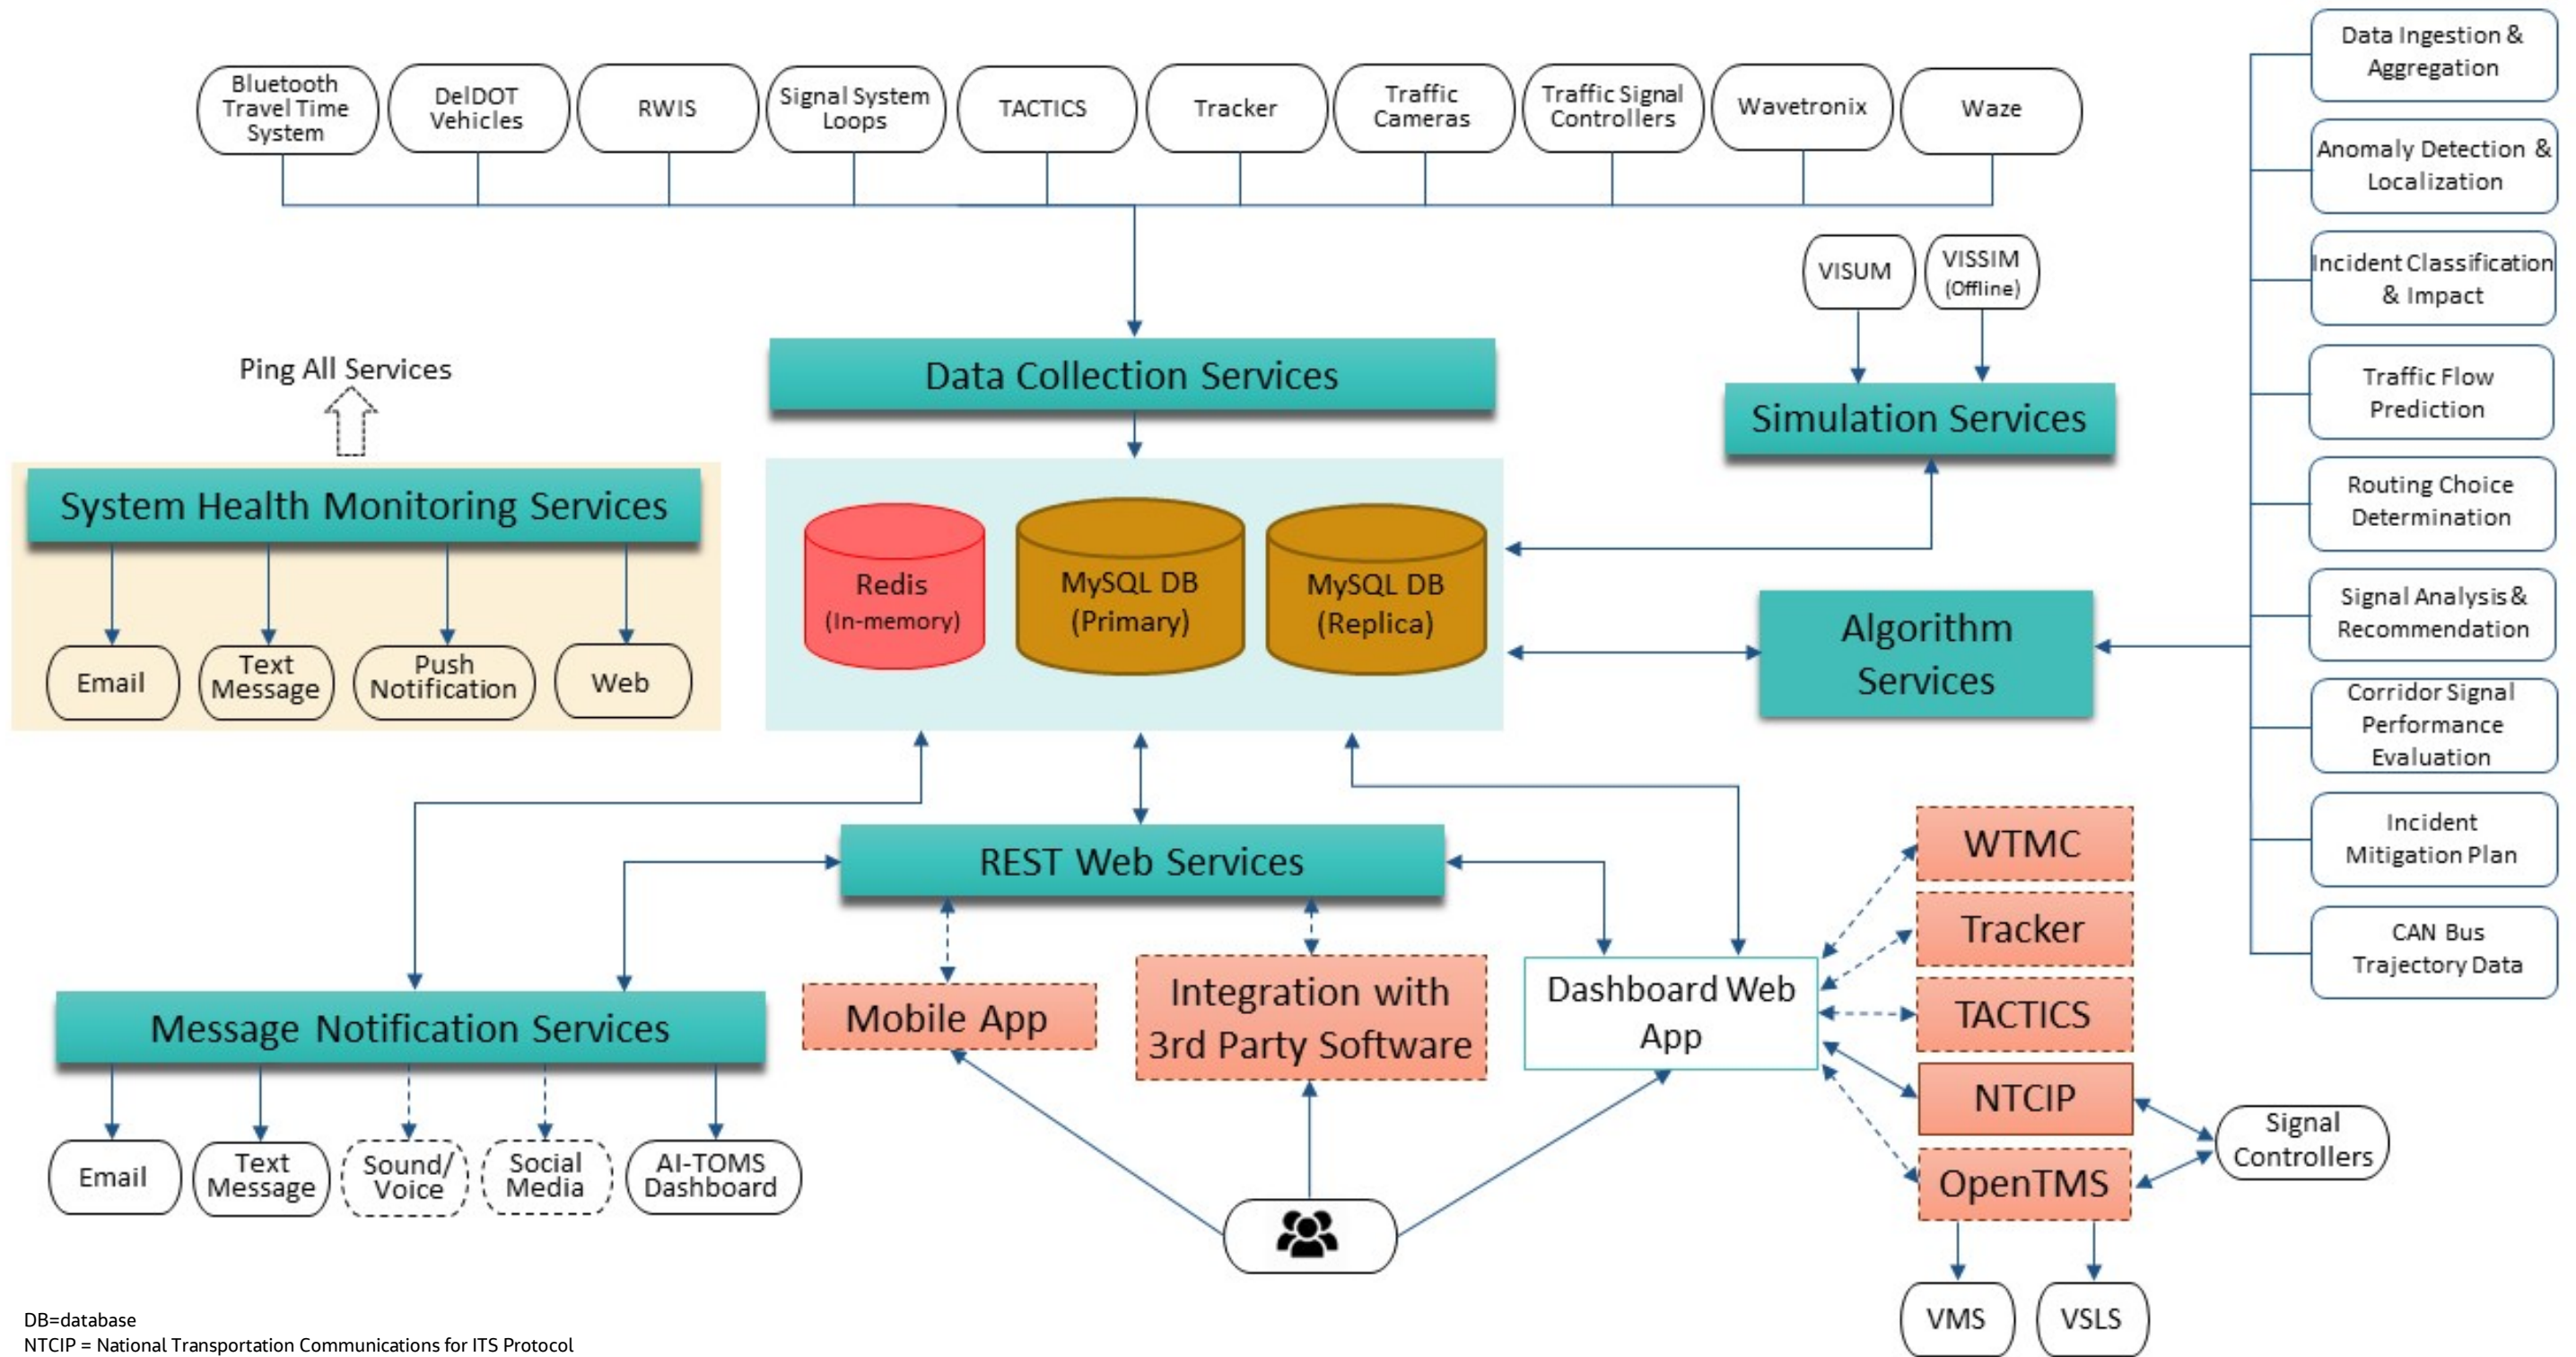 Bluetooth
Travel Time
System
DelDOT
Vehicles
RWIS
Signal System
Loops
TACTICS
Tracker
Traffic
Cameras
Traffic Signal
Controllers
Wavetronix
Waze
Data Ingestion &
Aggregation
Anomaly Detection &
Localization
Incident Classification
& Impact
Traffic Flow
Prediction
Routing Choice
Determination
Signal Analysis &
Recommendation
Corridor Signal
Performance
Evaluation
Incident
Mitigation Plan
CAN Bus
Trajectory Data
VISUM
VISSIM
(Offline)
Data Collection Services
Simulation Services
Ping All Services
System Health Monitoring Services
Email
Text
Message
Push
Notification
Web
Redis
(In-memory)
MySQL DB
(Primary)
MySQL DB
(Replica)
Algorithm
Services
REST Web Services
Message Notification Services
Email
Text
Message
Sound/
Voice
Social
Media
AI-TOMS
Dashboard
Mobile App
Integration with
3rd Party Software
Dashboard Web
App
WTMC
Tracker
TACTICS
NTCIP
OpenTMS
Signal
Controllers
VMS
VSLS
DB=database
NTCIP = National Transportation Communications for ITS Protocol